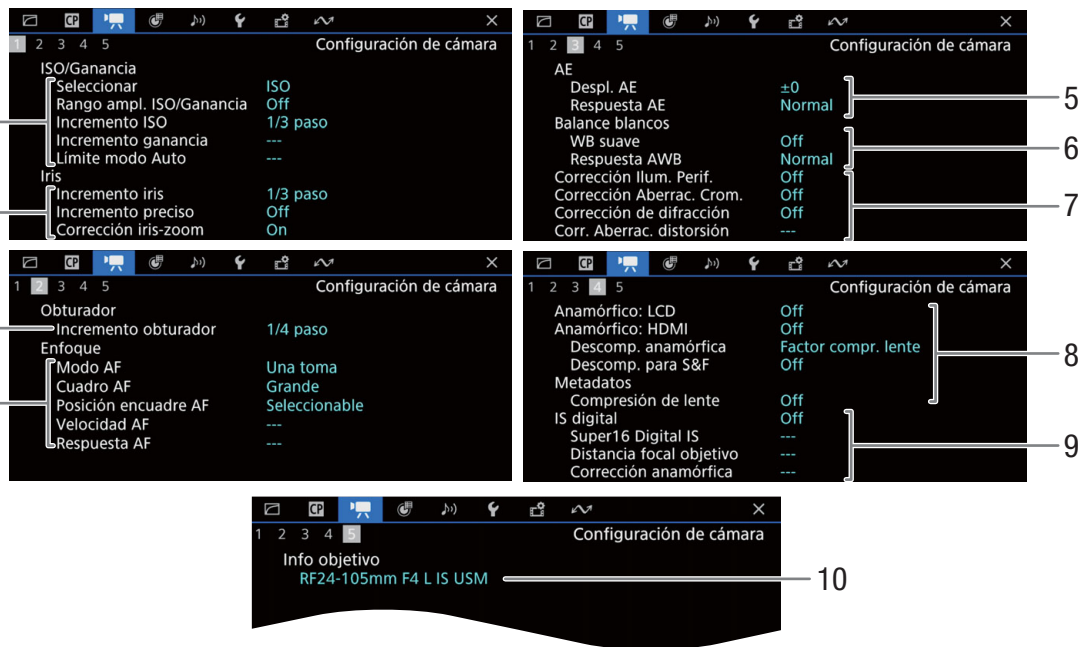 CP
1 2 3 4 5
Configuración de cámara
ISO/Ganancia
Seleccionar ISO
Rango ampl. ISO/Ganancia Off
Incremento ISO 1/3 paso
Incremento ganancia ---
Límite modo Auto ---
Iris
Incremento iris 1/3 paso
Incremento preciso Off
Corrección iris-zoom On
CP
1 2 3 4 5
Configuración de cámara
Obturador
Incremento obturador 1/4 paso
Enfoque
Modo AF Una toma
Cuadro AF Grande
Posición encuadre AF Seleccionable
Velocidad AF ---
Respuesta AF ---
CP
1 2 3 4 5
Configuración de cámara
AE
Despl. AE ±0
Respuesta AE Normal
5
Balance blancos
WB suave Off
Respuesta AWB Normal
6
Corrección Ilum. Perif. Off
Corrección Aberrac. Crom. Off
Corrección de difracción Off
Corr. Aberrac. distorsión ---
7
CP
1 2 3 4 5
Configuración de cámara
Anamórfico: LCD Off
Anamórfico: HDMI Off
Descomp. anamórfica Factor compr. lente
Descomp. para S&F Off
Metadatos
Compresión de lente Off
8
IS digital Off
Super16 Digital IS ---
Distancia focal objetivo ---
Corrección anamórfica ---
9
CP
1 2 3 4 5
Configuración de cámara
Info objetivo
RF24-105mm F4 L IS USM
10